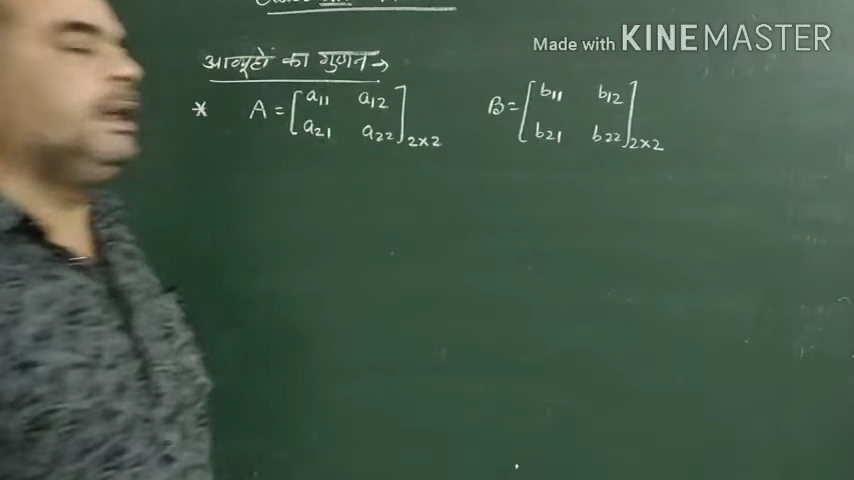 Made with KINEMASTER
आव्यूहों का गुणन→
* A = [a11 a12 B = [b11 b12
a21 a22]2×2 b21 b22]2×2